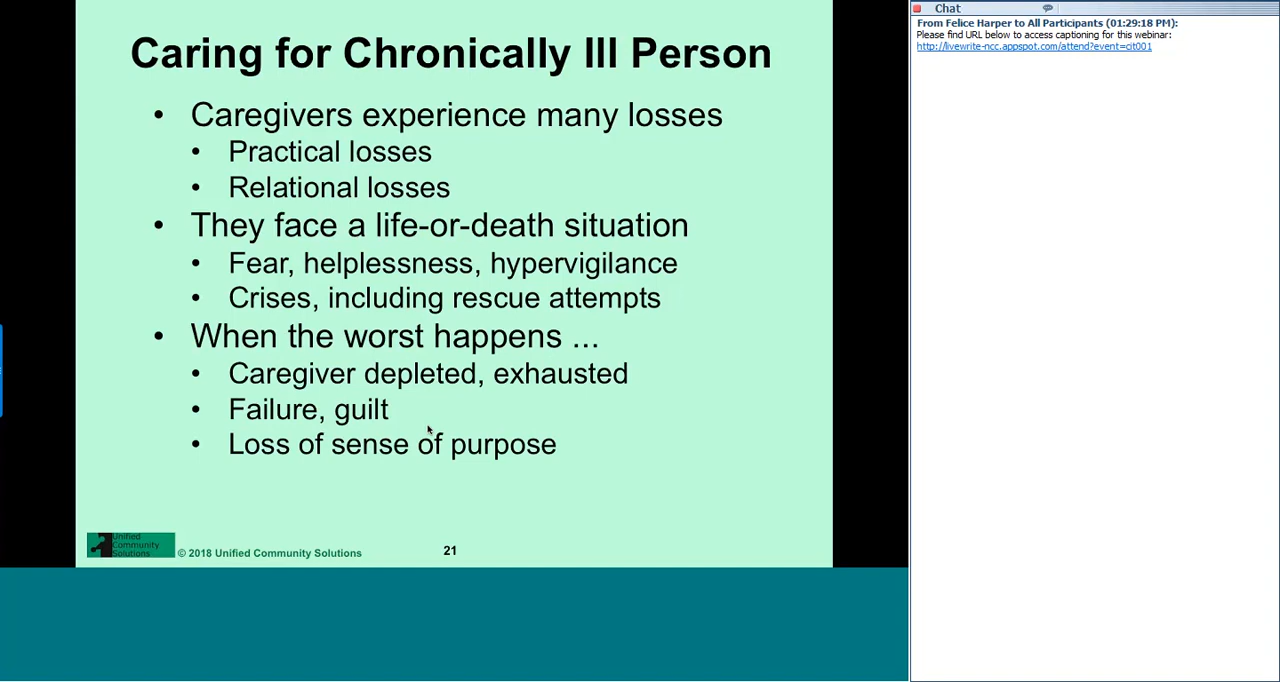 Caring for Chronically Ill Person
• Caregivers experience many losses
• Practical losses
• Relational losses
• They face a life-or-death situation
• Fear, helplessness, hypervigilance
• Crises, including rescue attempts
• When the worst happens ...
• Caregiver depleted, exhausted
• Failure, guilt
• Loss of sense of purpose
Unified
Community
Solutions
© 2018 Unified Community Solutions
21
Chat
From Felice Harper to All Participants (01:29:18 PM):
Please find URL below to access captioning for this webinar:
http://livewrite-ncc.appspot.com/attend?event=cit001